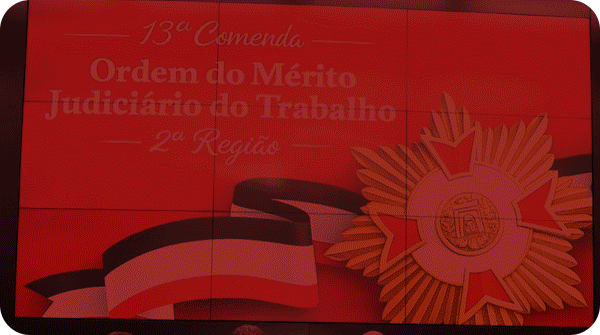 13ª Comenda
Ordem do Mérito
Judiciário do Trabalho
2ª Região